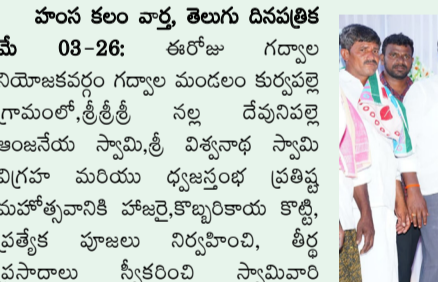 హంస కలం వార్త, తెలుగు దినపత్రిక
మే 03-26: ఈరోజు గద్వాల
నియోజకవర్గం గద్వాల మండలం కుర్వపల్లె
గ్రామంలో,శ్రీశ్రీశ్రీ నల్ల దేవునిపల్లె
ఆంజనేయ స్వామి,శ్రీ విశ్వనాథ స్వామి
విగ్రహ మరియు ధ్వజస్తంభ ప్రతిష్ట
మహోత్సవానికి హాజరై,కొబ్బరికాయ కొట్టి,
ప్రత్యేక పూజలు నిర్వహించి, తీర్థ
ప్రసాదాలు స్వీకరించి స్వామివారి